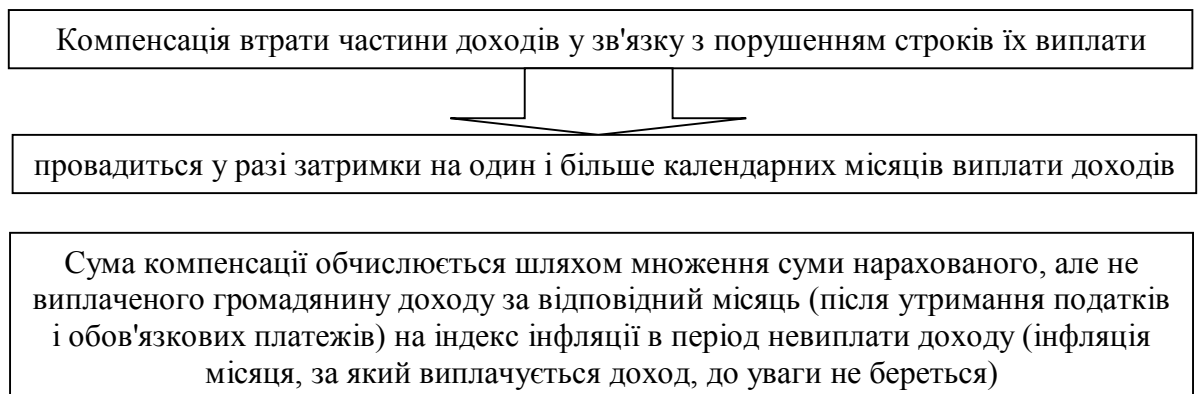 Компенсація втрати частини доходів у зв'язку з порушенням строків їх виплати
провадиться у разі затримки на один і більше календарних місяців виплати доходів
Сума компенсації обчислюється шляхом множення суми нарахованого, але не
виплаченого громадянину доходу за відповідний місяць (після утримання податків
і обов'язкових платежів) на індекс інфляції в період невиплати доходу (інфляція
місяця, за який виплачується доход, до уваги не береться)